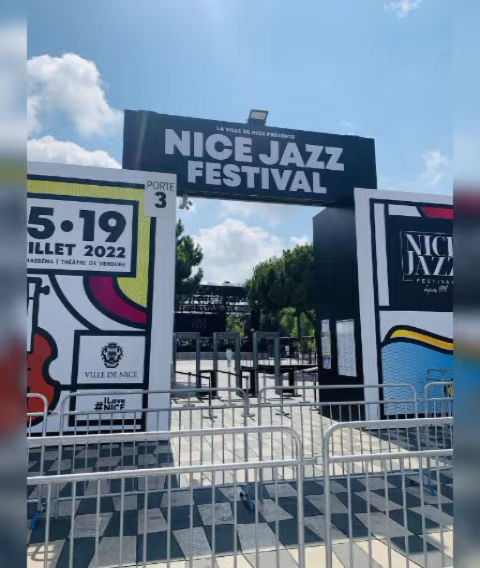 LA VILLE DE NICE PRÉSENTE
NICE JAZZ
FESTIVAL
PORTE
3
5•19
ILLET 2022
MASSÉNA | THÉÂTRE DE VERDURE
VILLE DE NICE
#ILove
NICE
NICE
JAZZ
FESTIVAL